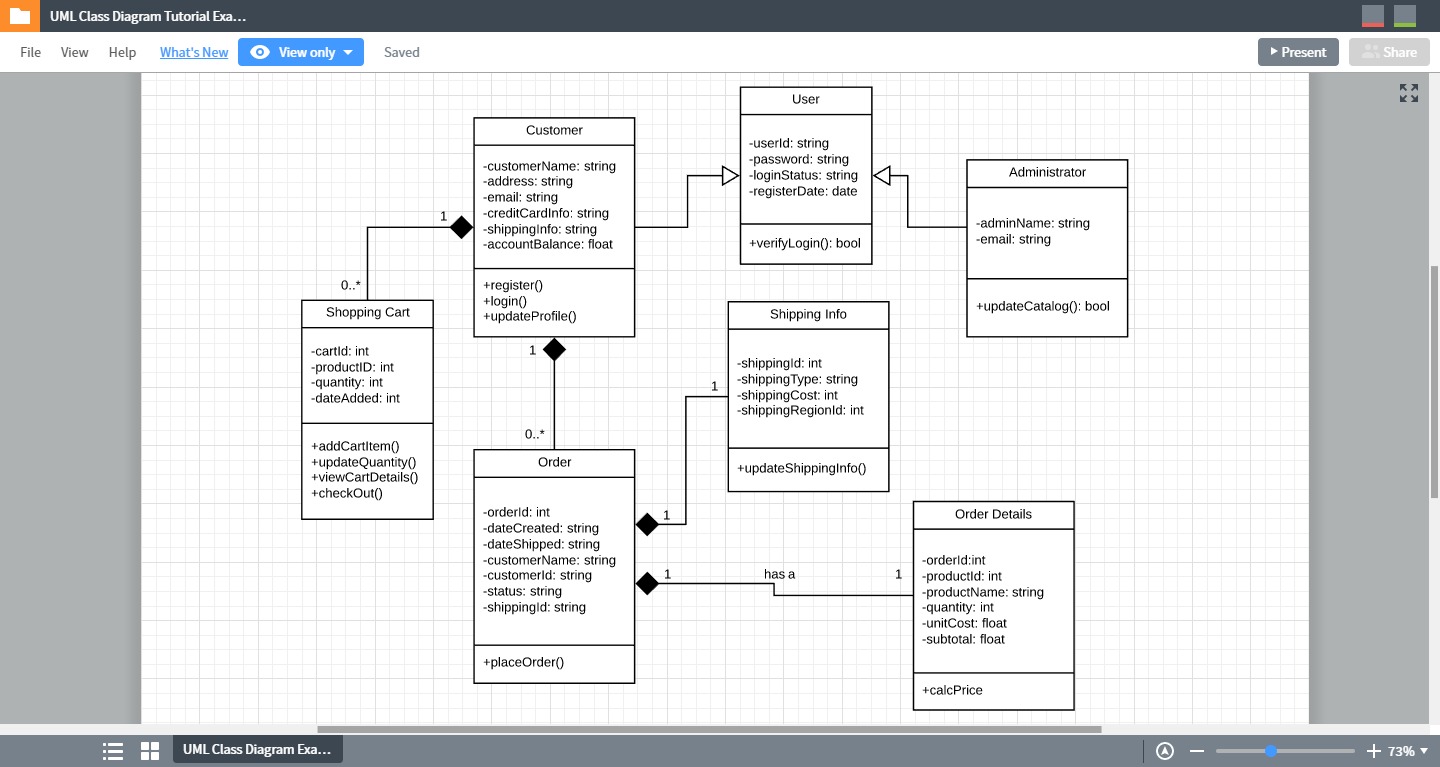 UML Class Diagram Tutorial Exa...
File View Help What's New View only Saved Present Share
User
-userId: string
-password: string
-loginStatus: string
-registerDate: date
+verifyLogin(): bool
Customer
-customerName: string
-address: string
-email: string
-creditCardInfo: string
-shippingInfo: string
-accountBalance: float
+register()
+login()
+updateProfile()
Administrator
-adminName: string
-email: string
+updateCatalog(): bool
1
0..*
Shopping Cart
-cartId: int
-productID: int
-quantity: int
-dateAdded: int
+addCartItem()
+updateQuantity()
+viewCartDetails()
+checkOut()
1
0..*
Shipping Info
-shippingId: int
-shippingType: string
-shippingCost: int
-shippingRegionId: int
+updateShippingInfo()
1
1
Order
-orderId: int
-dateCreated: string
-dateShipped: string
-customerName: string
-customerId: string
-status: string
-shippingId: string
+placeOrder()
1 has a 1
Order Details
-orderId:int
-productId: int
-productName: string
-quantity: int
-unitCost: float
-subtotal: float
+calcPrice
UML Class Diagram Exa...
73%